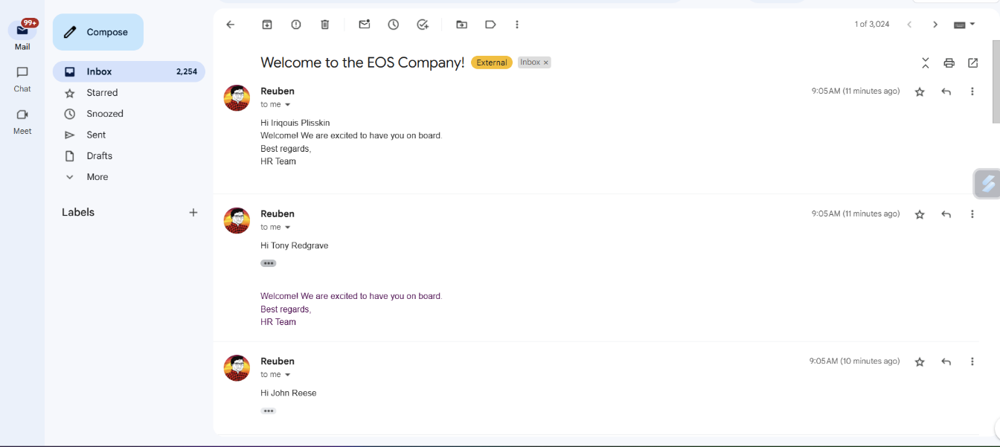 99+
Mail
Chat
Meet
Compose
Inbox 2,254
Starred
Snoozed
Sent
Drafts
More
Labels
1 of 3,024
Welcome to the EOS Company! External Inbox ×
Reuben 9:05 AM (11 minutes ago)
to me
Hi Iriqouis Plisskin
Welcome! We are excited to have you on board.
Best regards,
HR Team
Reuben 9:05 AM (11 minutes ago)
to me
Hi Tony Redgrave
Welcome! We are excited to have you on board.
Best regards,
HR Team
Reuben 9:05 AM (10 minutes ago)
to me
Hi John Reese